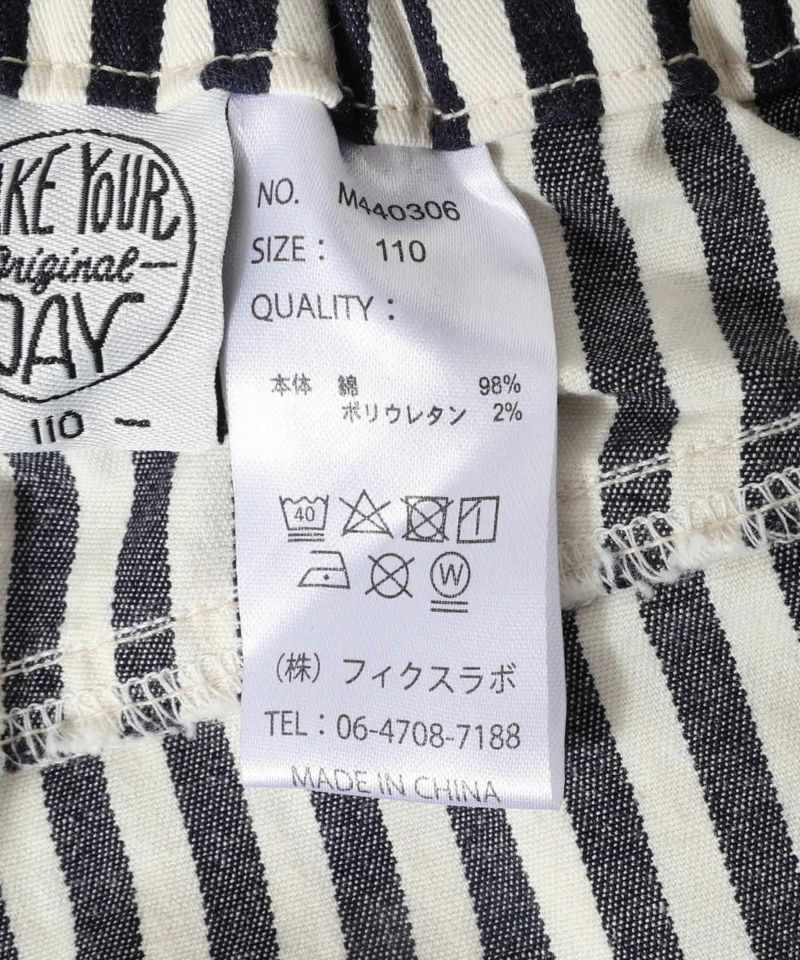 YOUR
Original
DAY
110
NO. M440306
SIZE： 110
QUALITY：
本体 綿 98%
ポリウレタン 2%
40
W
（株）フィクスラボ
TEL：06-4708-7188
MADE IN CHINA